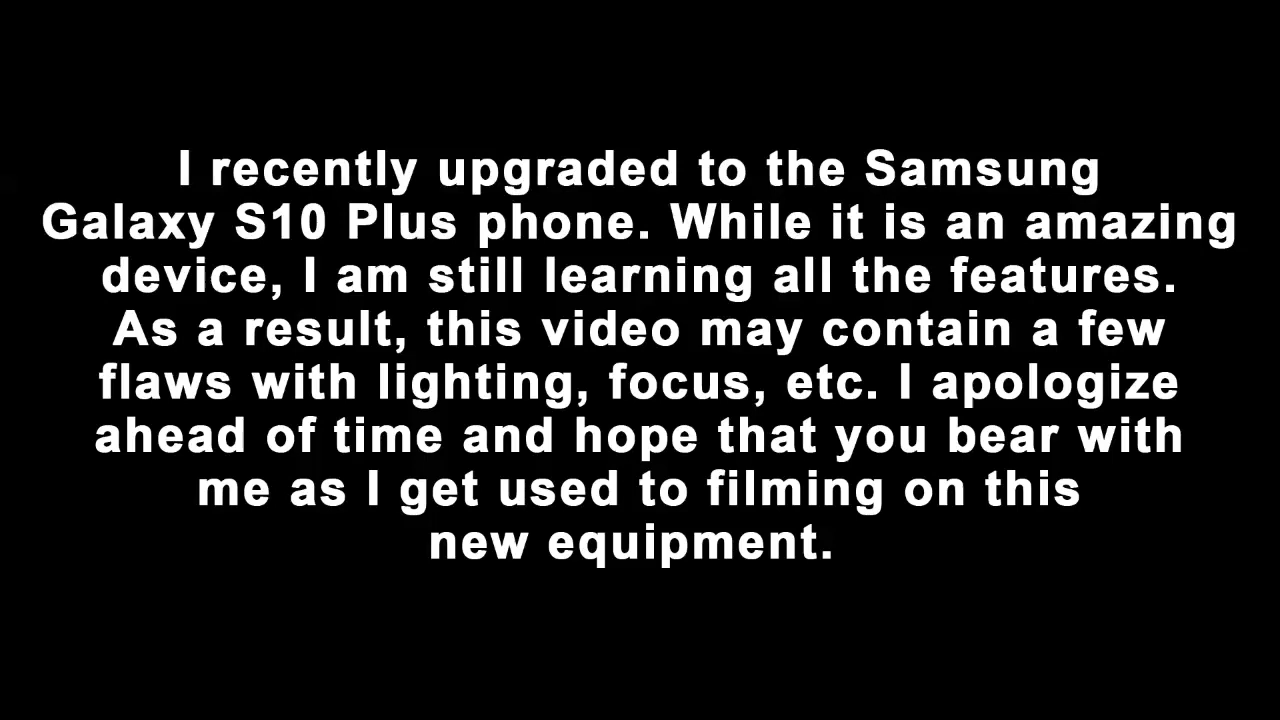 I recently upgraded to the Samsung
Galaxy S10 Plus phone. While it is an amazing
device, I am still learning all the features.
As a result, this video may contain a few
flaws with lighting, focus, etc. I apologize
ahead of time and hope that you bear with
me as I get used to filming on this
new equipment.